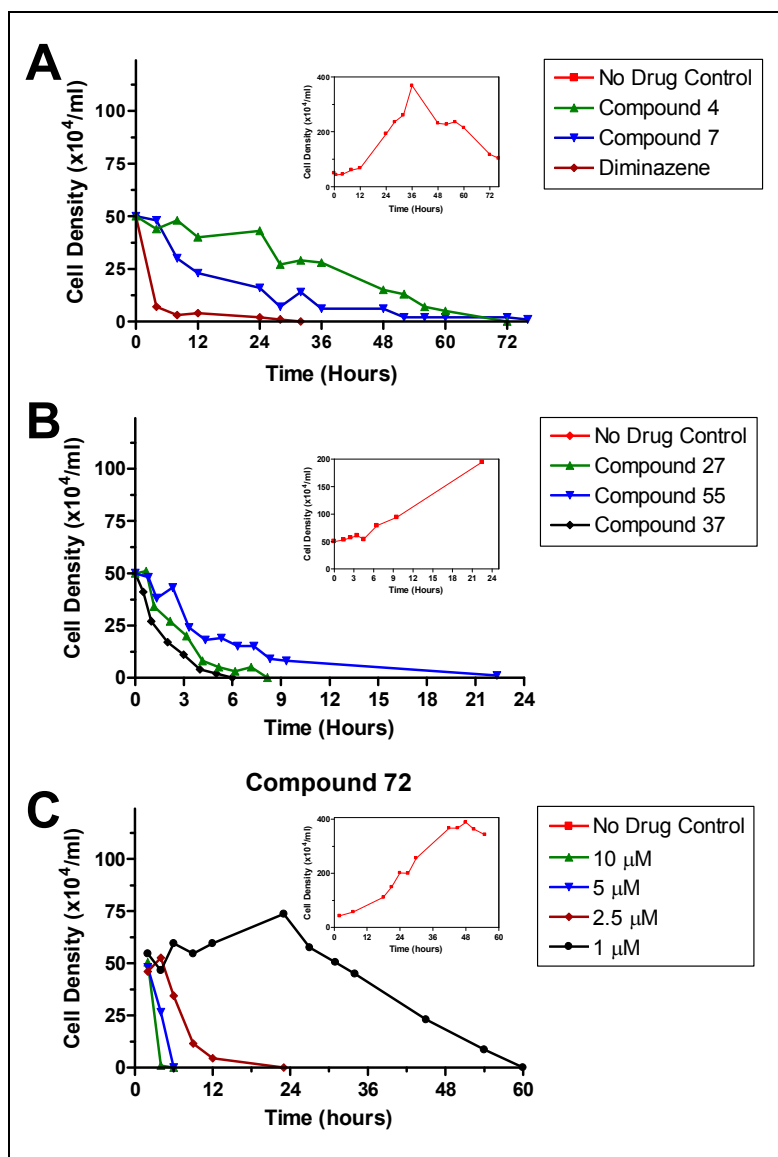 A
Cell Density (x10⁴/ml)
100
75
50
25
0
0 12 24 36 48 60 72
Time (Hours)
Cell Density (x10⁴/ml)
400
200
0
0 12 24 36 48 60 72
Time (Hours)
No Drug Control
Compound 4
Compound 7
Diminazene
B
Cell Density (x10⁴/ml)
100
75
50
25
0
0 3 6 9 12 15 18 21 24
Time (Hours)
Cell Density (x10⁴/ml)
200
150
100
50
0
0 3 6 9 12 15 18 21 24
Time (Hours)
No Drug Control
Compound 27
Compound 55
Compound 37
Compound 72
C
Cell Density (x10⁴/ml)
100
75
50
25
0
0 12 24 36 48 60
Time (hours)
Cell Density (x10⁴/ml)
400
200
0
0 12 24 36 48 60
Time (hours)
No Drug Control
10 µM
5 µM
2.5 µM
1 µM